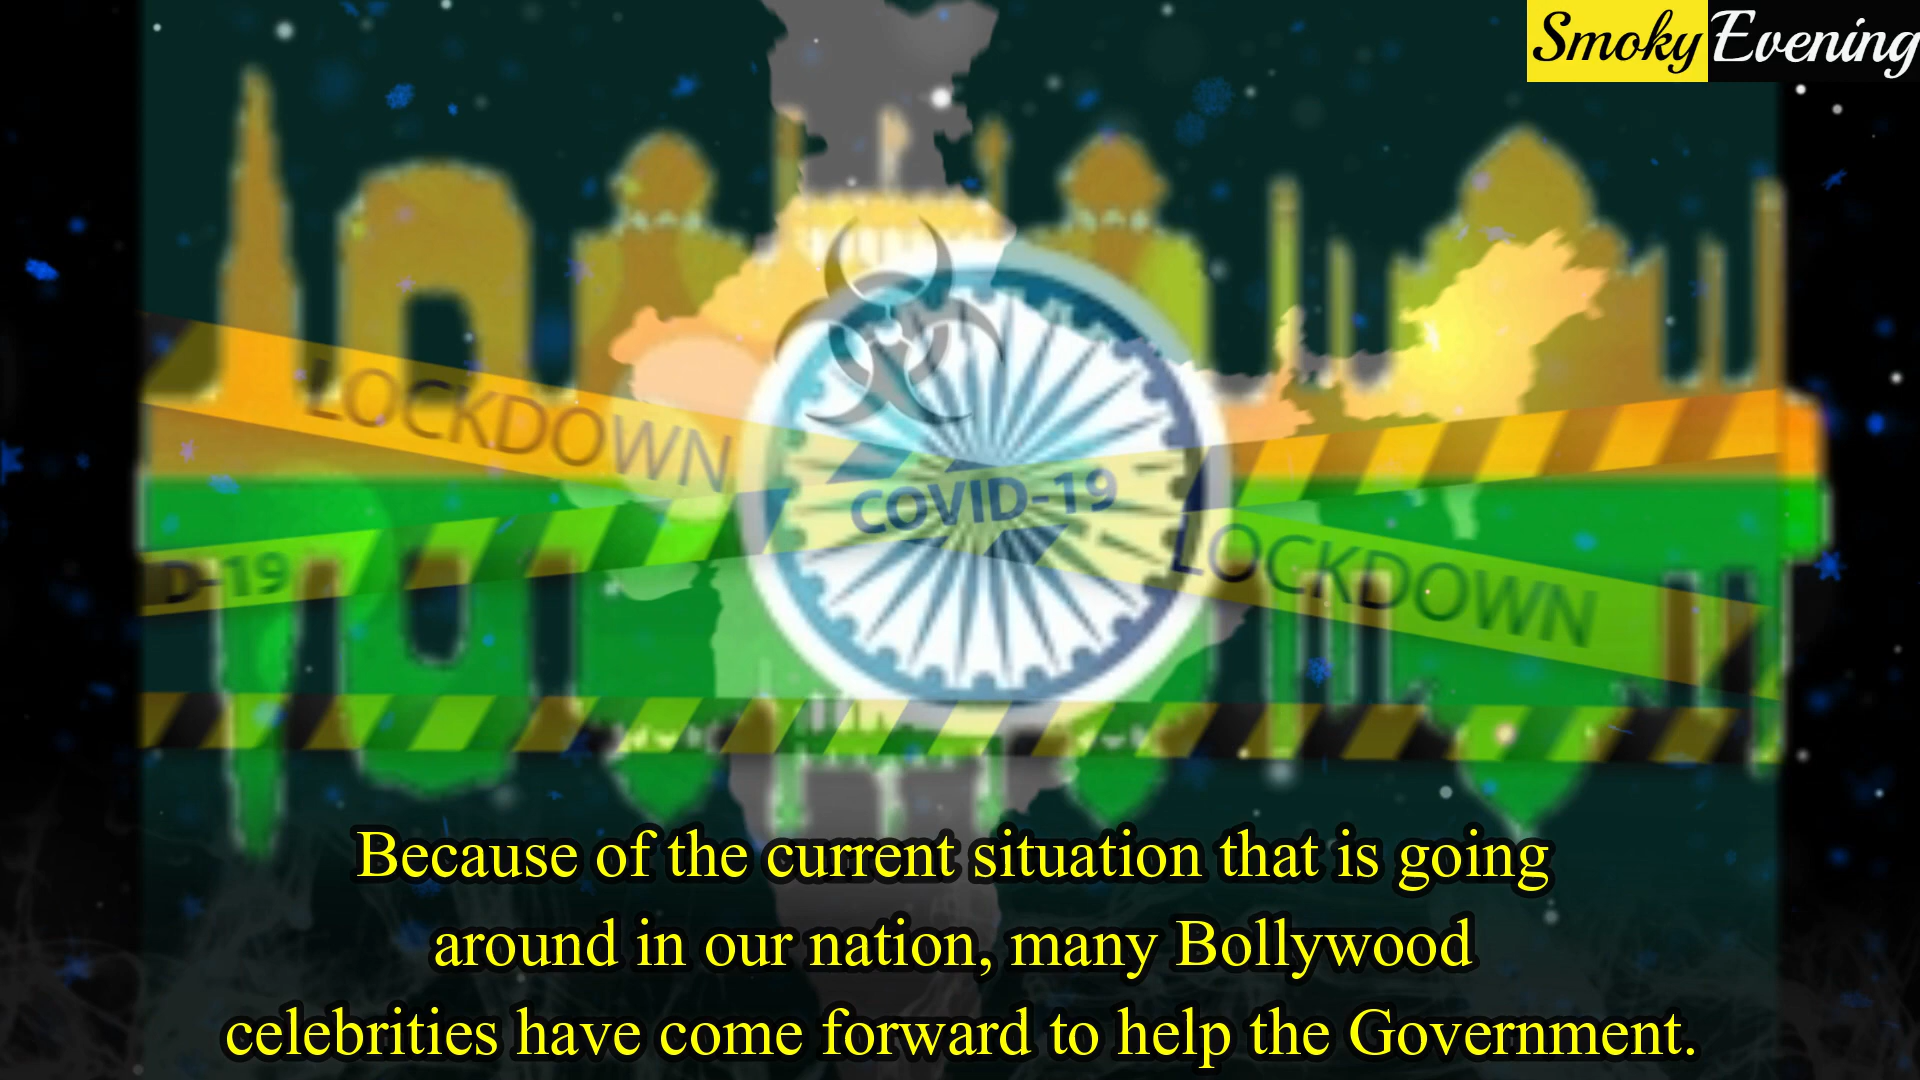 Smoky Evening
LOCKDOWN
COVID-19
D-19
LOCKDOWN
Because of the current situation that is going
around in our nation, many Bollywood
celebrities have come forward to help the Government.